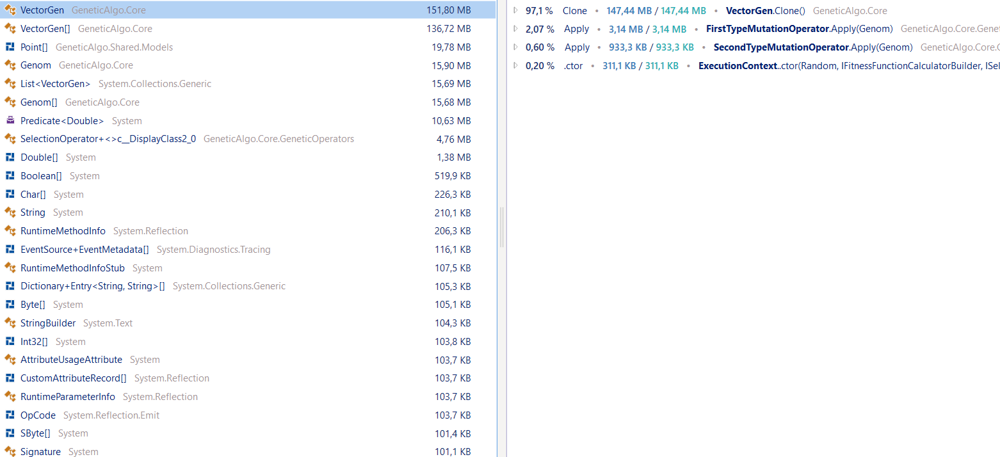 VectorGen GeneticAlgo.Core 151,80 MB
VectorGen[] GeneticAlgo.Core 136,72 MB
Point[] GeneticAlgo.Shared.Models 19,78 MB
Genom GeneticAlgo.Core 15,90 MB
List<VectorGen> System.Collections.Generic 15,69 MB
Genom[] GeneticAlgo.Core 15,68 MB
Predicate<Double> System 10,63 MB
SelectionOperator+<>c__DisplayClass2_0 GeneticAlgo.Core.GeneticOperators 4,76 MB
Double[] System 1,38 MB
Boolean[] System 519,9 KB
Char[] System 226,3 KB
String System 210,1 KB
RuntimeMethodInfo System.Reflection 206,3 KB
EventSource+EventMetadata[] System.Diagnostics.Tracing 116,1 KB
RuntimeMethodInfoStub System 107,5 KB
Dictionary+Entry<String, String>[] System.Collections.Generic 105,3 KB
Byte[] System 105,1 KB
StringBuilder System.Text 104,3 KB
Int32[] System 103,8 KB
AttributeUsageAttribute System 103,7 KB
CustomAttributeRecord[] System.Reflection 103,7 KB
RuntimeParameterInfo System.Reflection 103,7 KB
OpCode System.Reflection.Emit 103,7 KB
SByte[] System 101,4 KB
Signature System 101,1 KB
97,1 % Clone • 147,44 MB / 147,44 MB • VectorGen.Clone() GeneticAlgo.Core
2,07 % Apply • 3,14 MB / 3,14 MB • FirstTypeMutationOperator.Apply(Genom) GeneticAlgo.Core.Genet
0,60 % Apply • 933,3 KB / 933,3 KB • SecondTypeMutationOperator.Apply(Genom) GeneticAlgo.Core.G
0,20 % .ctor • 311,1 KB / 311,1 KB • ExecutionContext..ctor(Random, IFitnessFunctionCalculatorBuilder, ISel